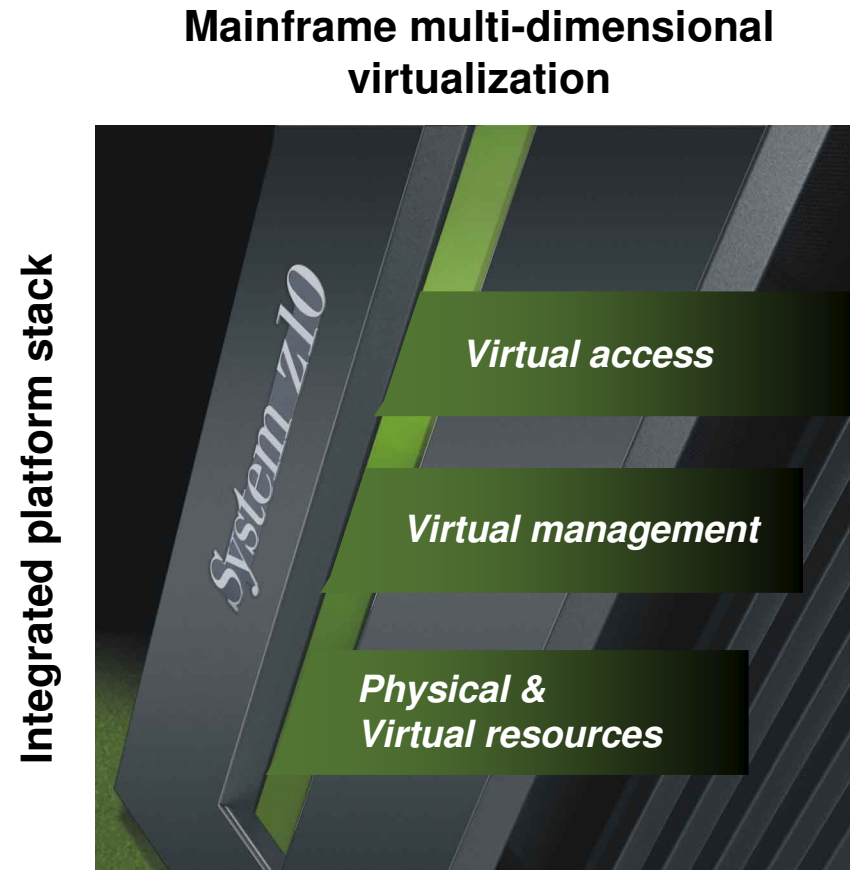 Mainframe multi-dimensional
virtualization
Integrated platform stack
System z10
Virtual access
Virtual management
Physical &
Virtual resources